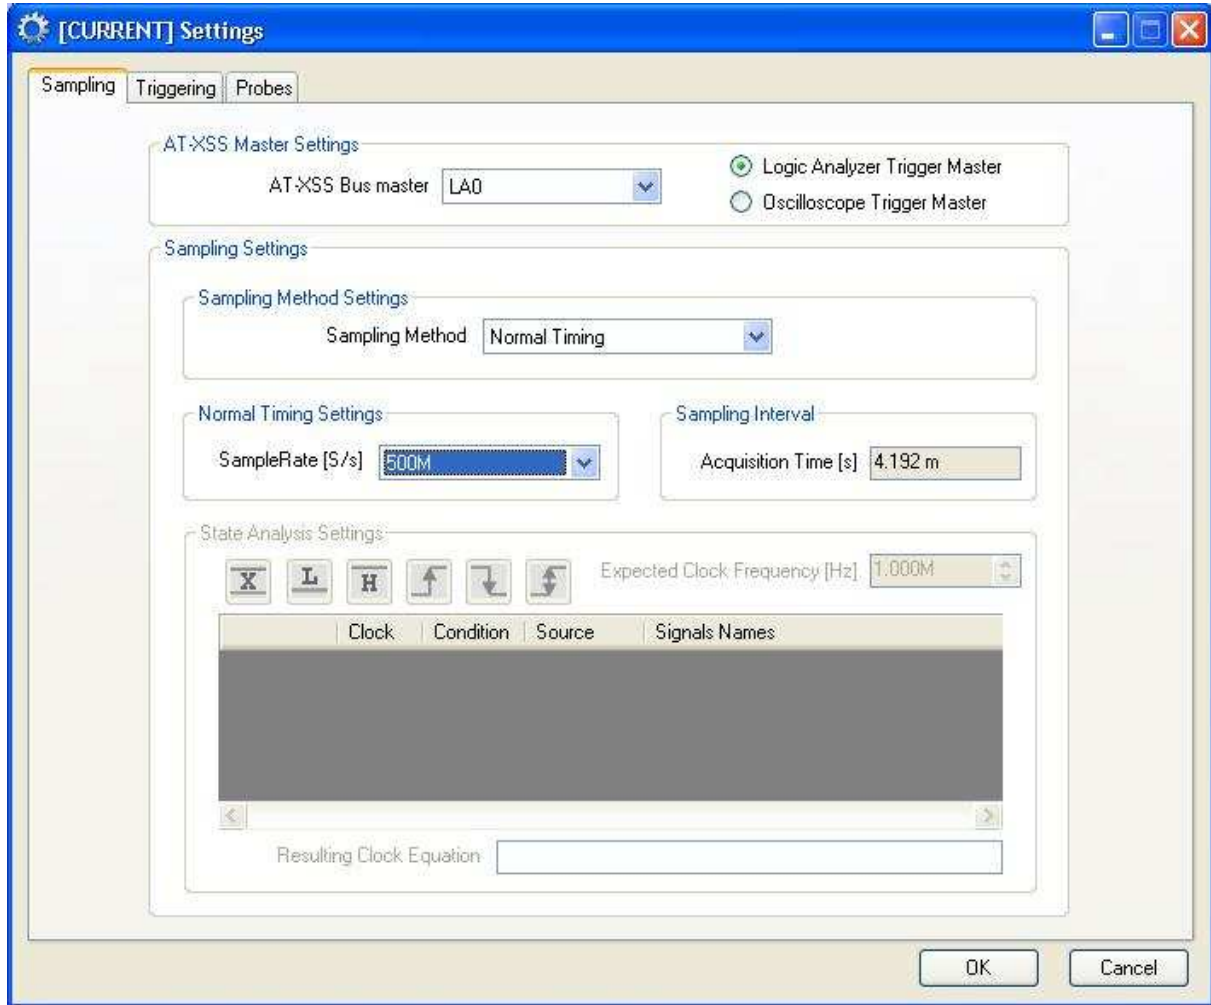 [CURRENT] Settings
Sampling Triggering Probes
AT-XSS Master Settings
AT-XSS Bus master LA0
Logic Analyzer Trigger Master
Oscilloscope Trigger Master
Sampling Settings
Sampling Method Settings
Sampling Method Normal Timing
Normal Timing Settings
SampleRate [S/s] 500M
Sampling Interval
Acquisition Time [s] 4.192 m
State Analysis Settings
X L H
Expected Clock Frequency [Hz] 1.000M
Clock Condition Source Signals Names
Resulting Clock Equation
OK Cancel